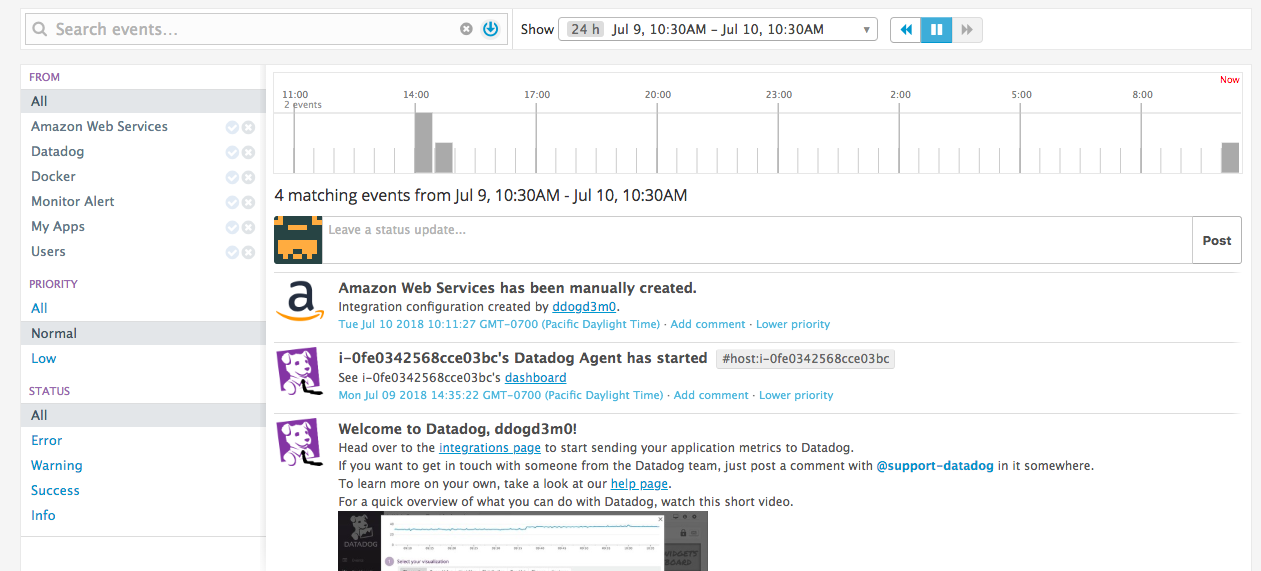 Search events...
Show 24 h Jul 9, 10:30AM – Jul 10, 10:30AM
FROM
All
Amazon Web Services
Datadog
Docker
Monitor Alert
My Apps
Users
PRIORITY
All
Normal
Low
STATUS
All
Error
Warning
Success
Info
Now
11:00 14:00 17:00 20:00 23:00 2:00 5:00 8:00
2 events
4 matching events from Jul 9, 10:30AM - Jul 10, 10:30AM
Leave a status update...
Post
a
Amazon Web Services has been manually created.
Integration configuration created by ddogd3m0.
Tue Jul 10 2018 10:11:27 GMT-0700 (Pacific Daylight Time) · Add comment · Lower priority
i-0fe0342568cce03bc's Datadog Agent has started #host:i-0fe0342568cce03bc
See i-0fe0342568cce03bc's dashboard
Mon Jul 09 2018 14:35:22 GMT-0700 (Pacific Daylight Time) · Add comment · Lower priority
Welcome to Datadog, ddogd3m0!
Head over to the integrations page to start sending your application metrics to Datadog.
If you want to get in touch with someone from the Datadog team, just post a comment with @support-datadog in it somewhere.
To learn more on your own, take a look at our help page.
For a quick overview of what you can do with Datadog, watch this short video.
DATADOG
Select your visualization